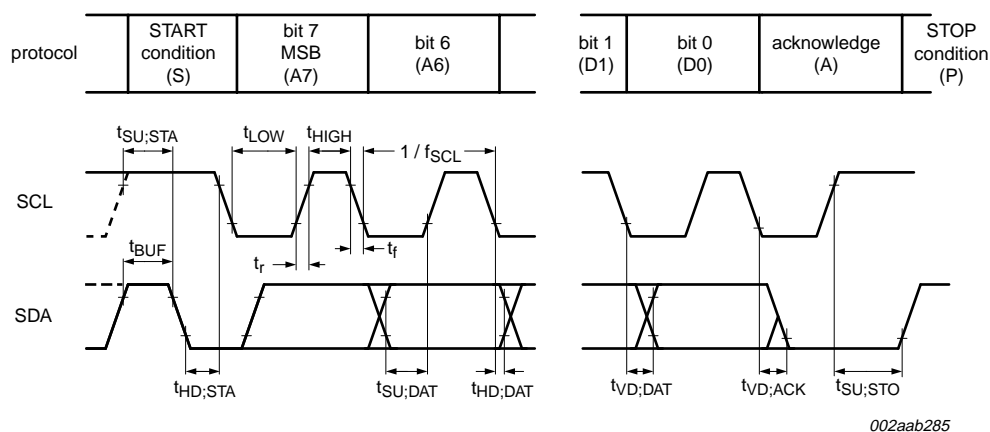 protocol
START
condition
(S)
bit 7
MSB
(A7)
bit 6
(A6)
bit 1
(D1)
bit 0
(D0)
acknowledge
(A)
STOP
condition
(P)
tSU;STA
tLOW
tHIGH
1 / fSCL
SCL
tBUF
tr
tf
SDA
tHD;STA
tSU;DAT
tHD;DAT
tVD;DAT
tVD;ACK
tSU;STO
002aab285